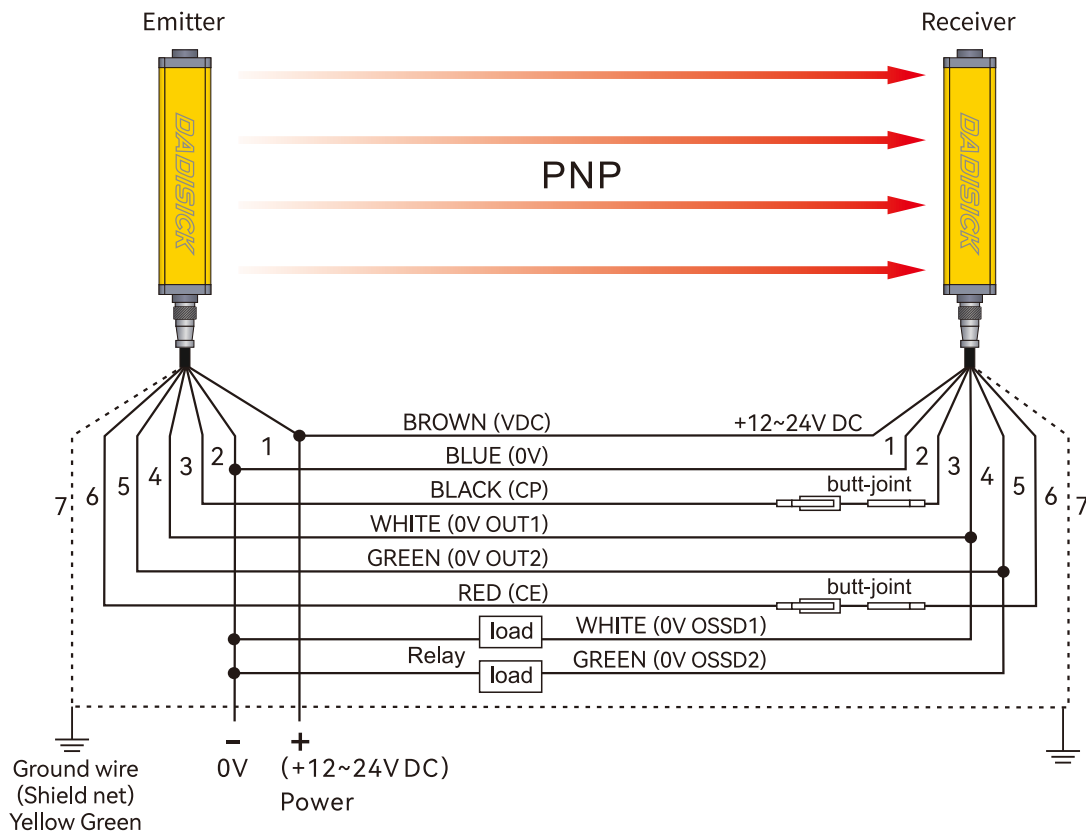 Emitter
Receiver
DADISICK
DADISICK
PNP
BROWN (VDC)
+12~24V DC
BLUE (0V)
BLACK (CP)
butt-joint
WHITE (0V OUT1)
GREEN (0V OUT2)
RED (CE)
butt-joint
load
WHITE (0V OSSD1)
Relay
load
GREEN (0V OSSD2)
7
6
5
4
3
2
1
1
2
3
4
5
6
7
-
+
0V
(+12~24V DC)
Power
Ground wire
(Shield net)
Yellow Green